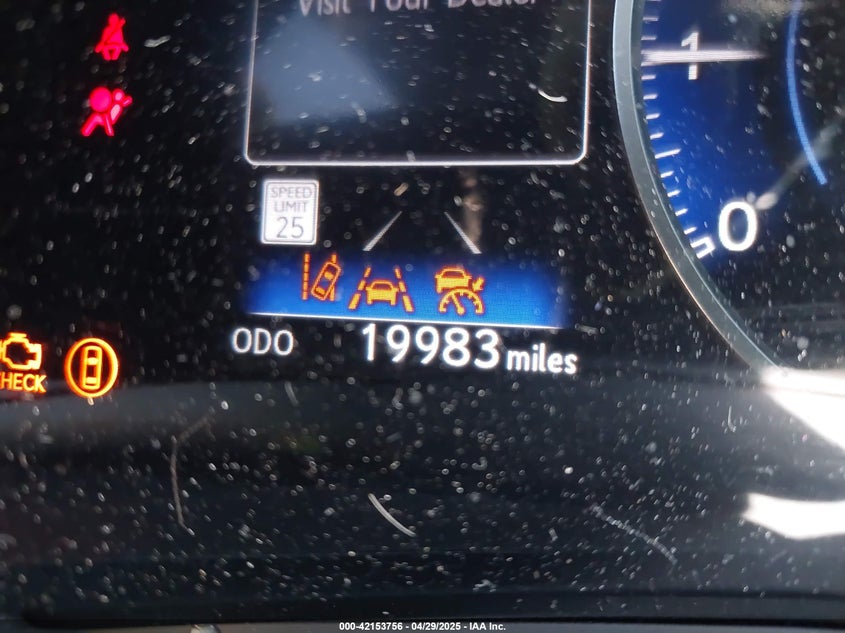 Visit Your Dealer
1
SPEED
LIMIT
25
0
ODO 19983 miles
CHECK
000-42153756 - 04/29/2025 - IAA Inc.